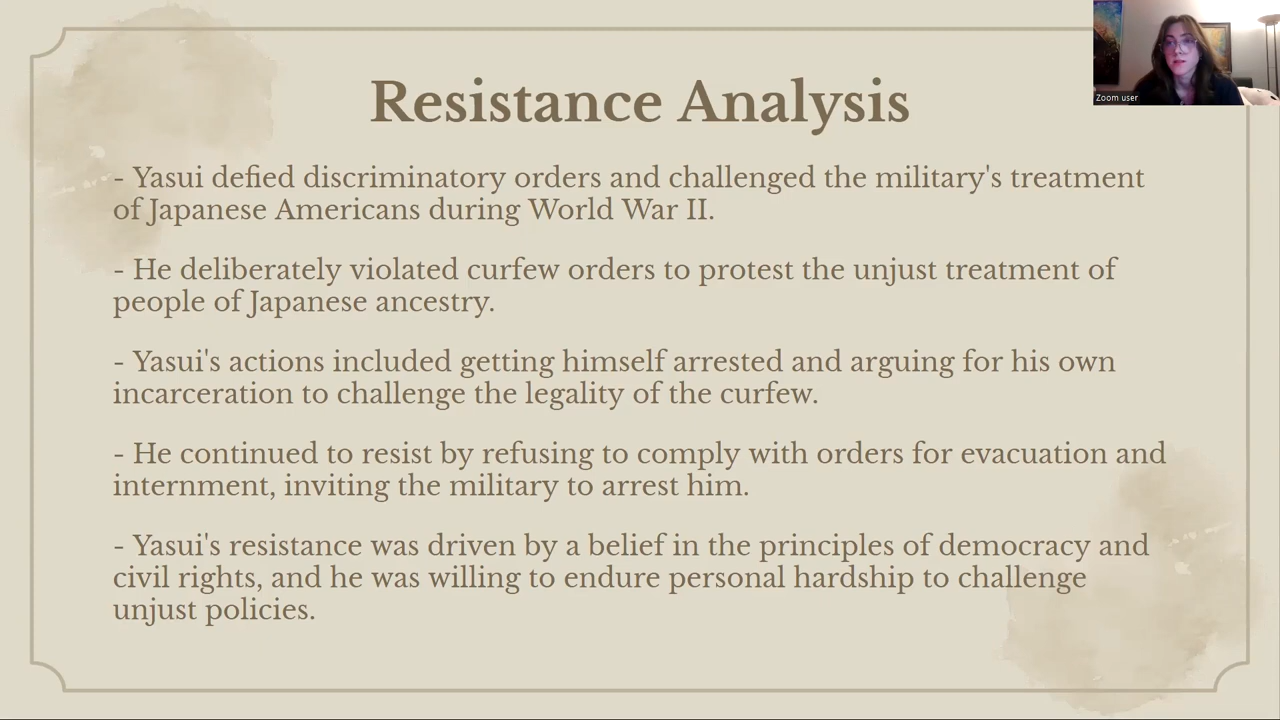 Resistance Analysis
Zoom user
- Yasui defied discriminatory orders and challenged the military's treatment
of Japanese Americans during World War II.
- He deliberately violated curfew orders to protest the unjust treatment of
people of Japanese ancestry.
- Yasui's actions included getting himself arrested and arguing for his own
incarceration to challenge the legality of the curfew.
- He continued to resist by refusing to comply with orders for evacuation and
internment, inviting the military to arrest him.
- Yasui's resistance was driven by a belief in the principles of democracy and
civil rights, and he was willing to endure personal hardship to challenge
unjust policies.